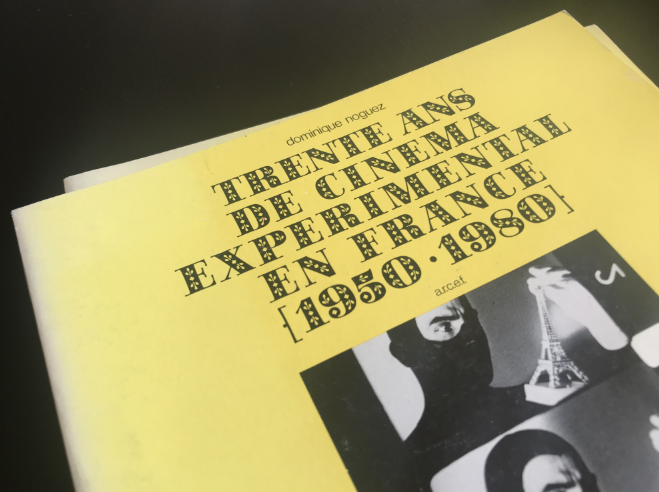 dominique noguez
TRENTE ANS
DE CINEMA
EXPERIMENTAL
EN FRANCE
[1950·1980]
a.r.c.e.f.